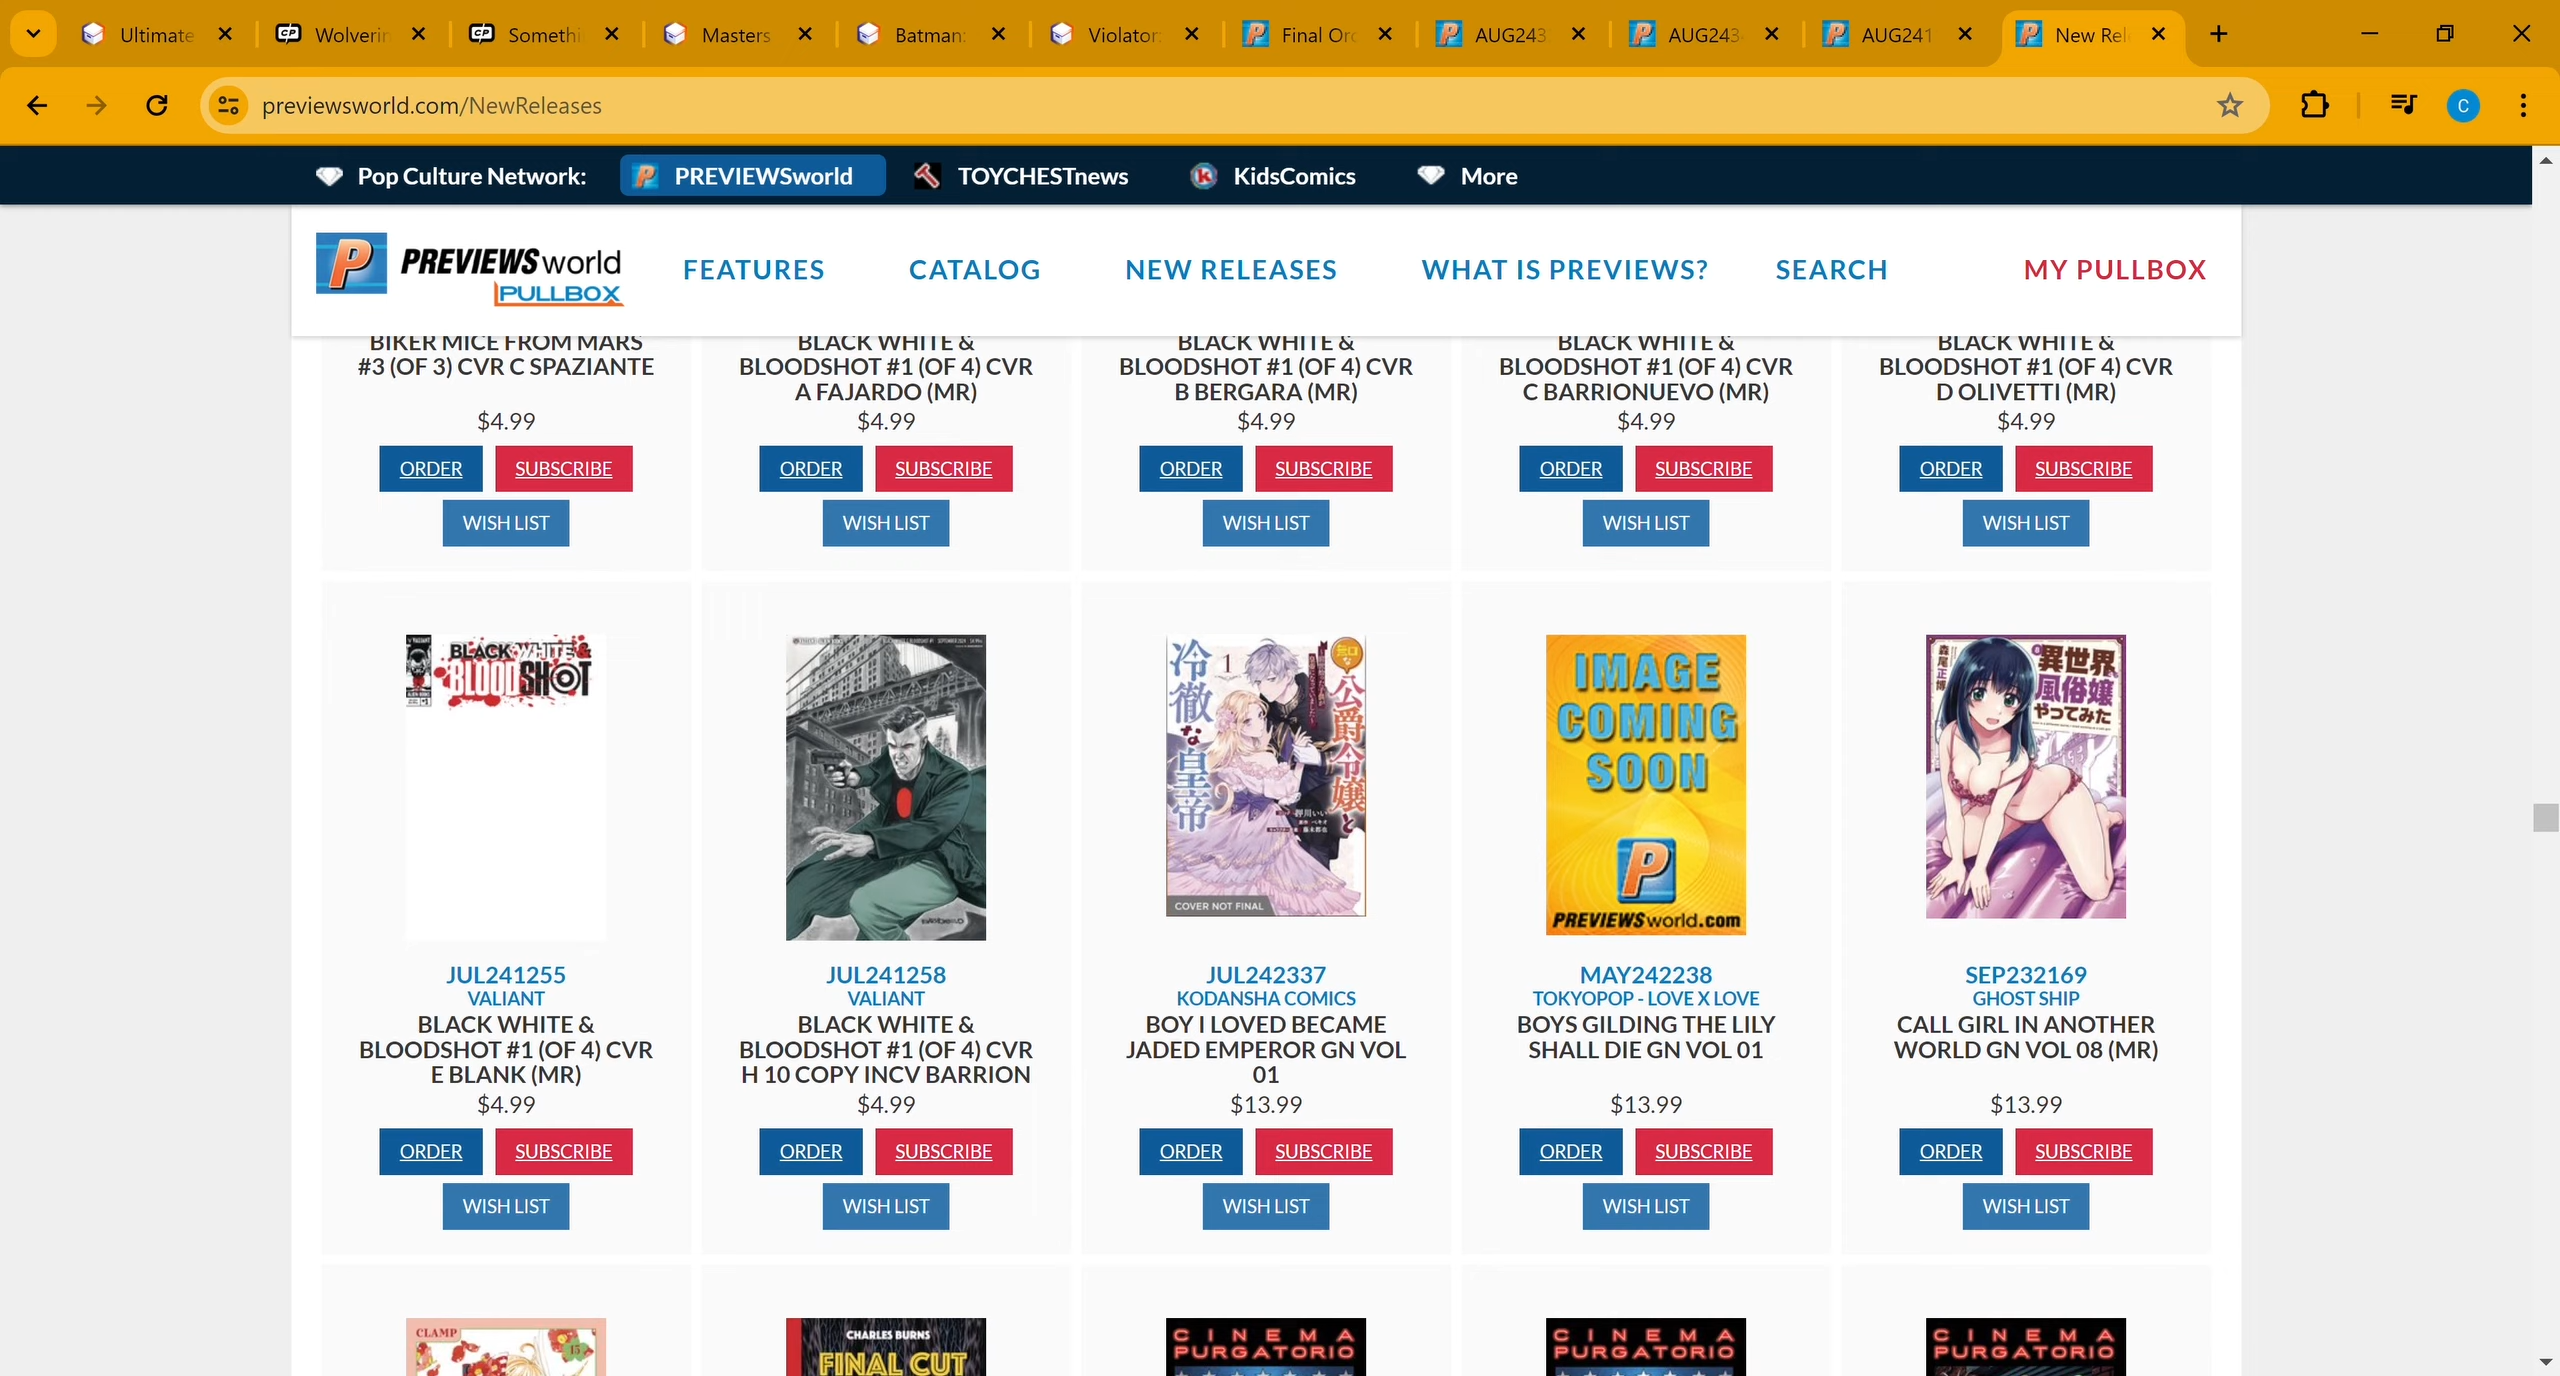 Ultimate
Wolverin
Somethi
Masters
Batman:
Violator:
Final Orc
AUG243
AUG243
AUG241
New Rel
previewsworld.com/NewReleases
C
Pop Culture Network:
PREVIEWSworld
TOYCHESTnews
KidsComics
More
PREVIEWSworld
PULLBOX
FEATURES
CATALOG
NEW RELEASES
WHAT IS PREVIEWS?
SEARCH
MY PULLBOX
BIKER MICE FROM MARS
#3 (OF 3) CVR C SPAZIANTE
$4.99
ORDER
SUBSCRIBE
WISH LIST
BLACK WHITE &
BLOODSHOT #1 (OF 4) CVR
A FAJARDO (MR)
$4.99
ORDER
SUBSCRIBE
WISH LIST
BLACK WHITE &
BLOODSHOT #1 (OF 4) CVR
B BERGARA (MR)
$4.99
ORDER
SUBSCRIBE
WISH LIST
BLACK WHITE &
BLOODSHOT #1 (OF 4) CVR
C BARRIONUEVO (MR)
$4.99
ORDER
SUBSCRIBE
WISH LIST
BLACK WHITE &
BLOODSHOT #1 (OF 4) CVR
D OLIVETTI (MR)
$4.99
ORDER
SUBSCRIBE
WISH LIST
BLACK WHITE &
BLOODSHOT
JUL241255
VALIANT
BLACK WHITE &
BLOODSHOT #1 (OF 4) CVR
E BLANK (MR)
$4.99
ORDER
SUBSCRIBE
WISH LIST
JUL241258
VALIANT
BLACK WHITE &
BLOODSHOT #1 (OF 4) CVR
H 10 COPY INCV BARRION
$4.99
ORDER
SUBSCRIBE
WISH LIST
無口な
公爵令嬢と
冷徹な皇帝
1
COVER NOT FINAL
JUL242337
KODANSHA COMICS
BOY I LOVED BECAME
JADED EMPEROR GN VOL
01
$13.99
ORDER
SUBSCRIBE
WISH LIST
IMAGE
COMING
SOON
PREVIEWSworld.com
MAY242238
TOKYOPOP - LOVE X LOVE
BOYS GILDING THE LILY
SHALL DIE GN VOL 01
$13.99
ORDER
SUBSCRIBE
WISH LIST
異世界
風俗嬢
やってみた
森尾正博
SEP232169
GHOST SHIP
CALL GIRL IN ANOTHER
WORLD GN VOL 08 (MR)
$13.99
ORDER
SUBSCRIBE
WISH LIST
CLAMP
15
CHARLES BURNS
FINAL CUT
CINEMA
PURGATORIO
CINEMA
PURGATORIO
CINEMA
PURGATORIO